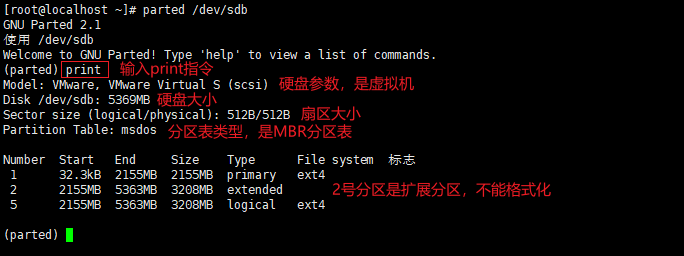 [root@localhost ~]# parted /dev/sdb
GNU Parted 2.1
使用 /dev/sdb
Welcome to GNU Parted! Type 'help' to view a list of commands.
(parted) print 输入print指令
Model: VMware, VMware Virtual S (scsi) 硬盘参数，是虚拟机
Disk /dev/sdb: 5369MB 硬盘大小
Sector size (logical/physical): 512B/512B 扇区大小
Partition Table: msdos 分区表类型，是MBR分区表
Number Start End Size Type File system 标志
1 32.3kB 2155MB 2155MB primary ext4
2 2155MB 5363MB 3208MB extended 2号分区是扩展分区，不能格式化
5 2155MB 5363MB 3208MB logical ext4
(parted)